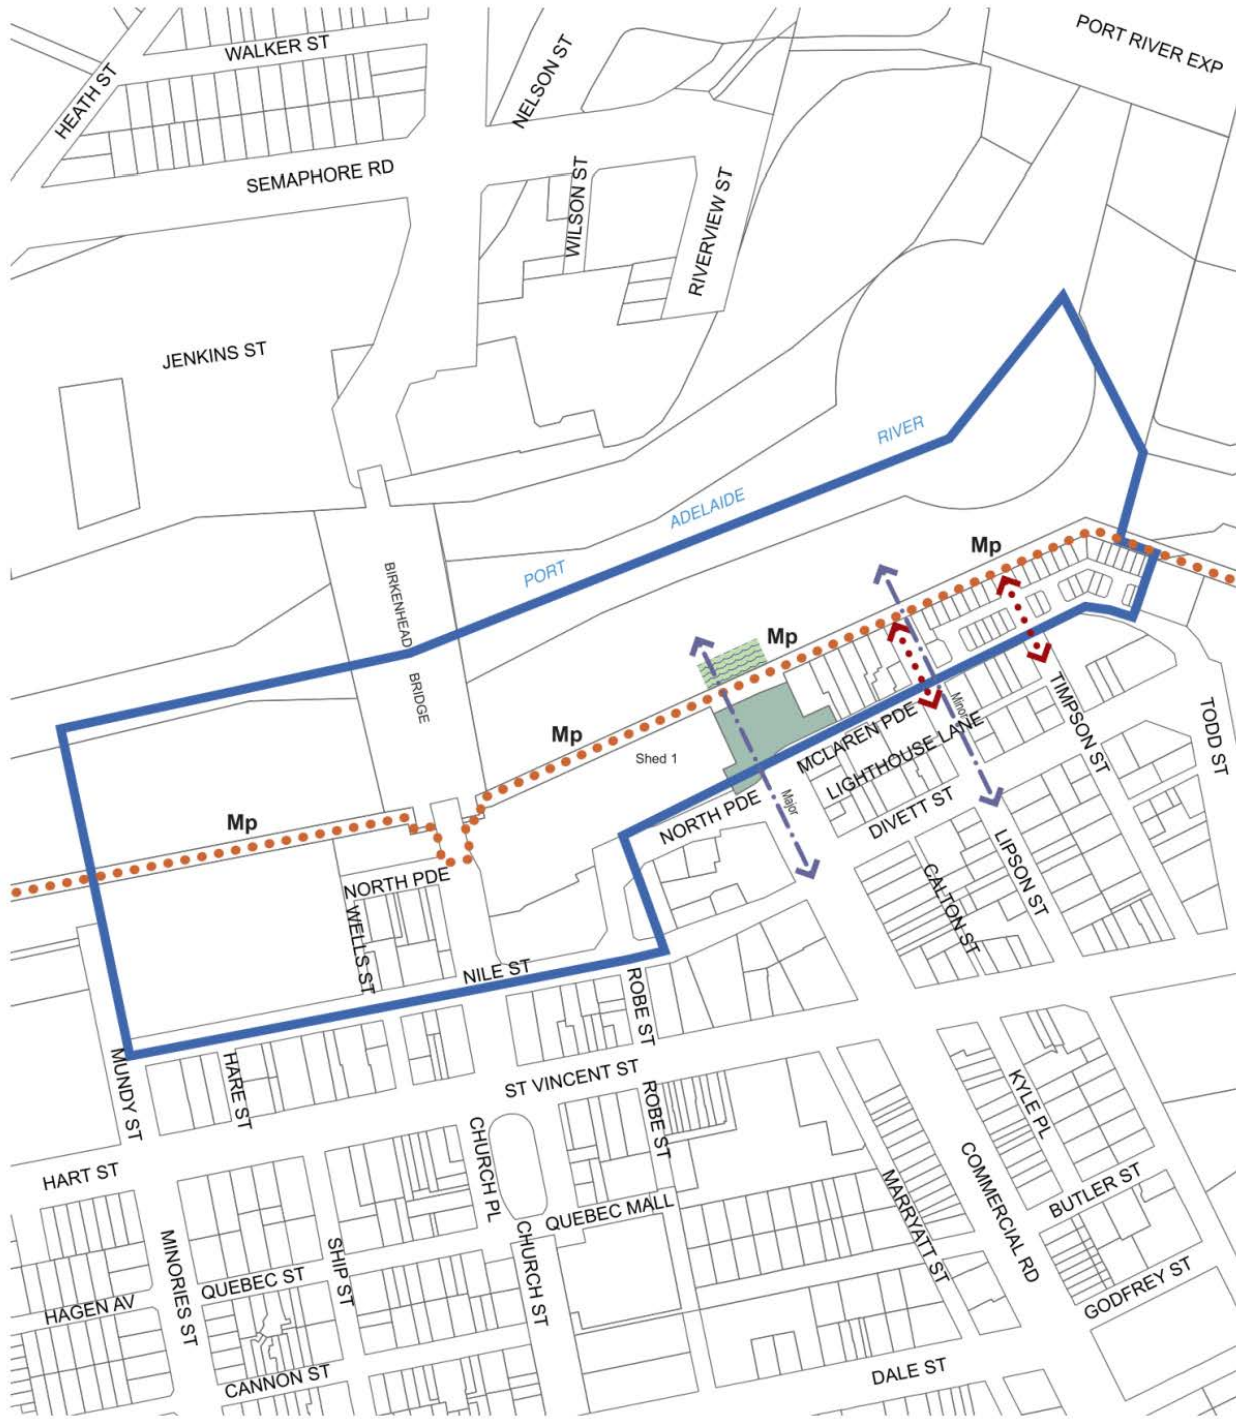 PORT RIVER EXP
WALKER ST
NELSON ST
HEATH ST
SEMAPHORE RD
WILSON ST
RIVERVIEW ST
JENKINS ST
RIVER
ADELAIDE
PORT
BIRKENHEAD
BRIDGE
Mp
Mp
Mp
Mp
Shed 1
Minor
Major
MCLAREN PDE
LIGHTHOUSE LANE
TIMPSON ST
TODD ST
NORTH PDE
DIVETT ST
LIPSON ST
CALTON ST
NORTH PDE
WELLS ST
NILE ST
ROBE ST
MUNDY ST
HARE ST
ST VINCENT ST
ROBE ST
KYLE PL
HART ST
CHURCH PL
COMMERCIAL RD
MARRYATT ST
BUTLER ST
QUEBEC MALL
MINORIES ST
SHIP ST
CHURCH ST
QUEBEC ST
GODFREY ST
HAGEN AV
CANNON ST
DALE ST